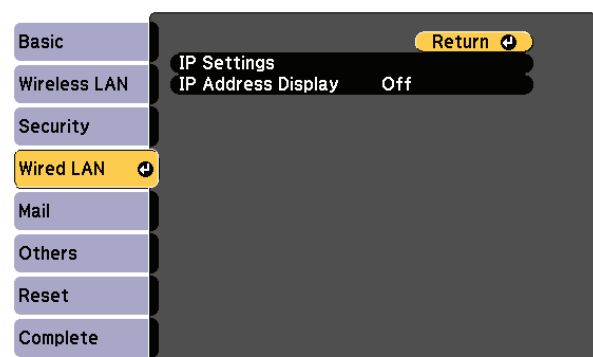 Basic
Wireless LAN
Security
Wired LAN
Mail
Others
Reset
Complete
Return
IP Settings
IP Address Display Off